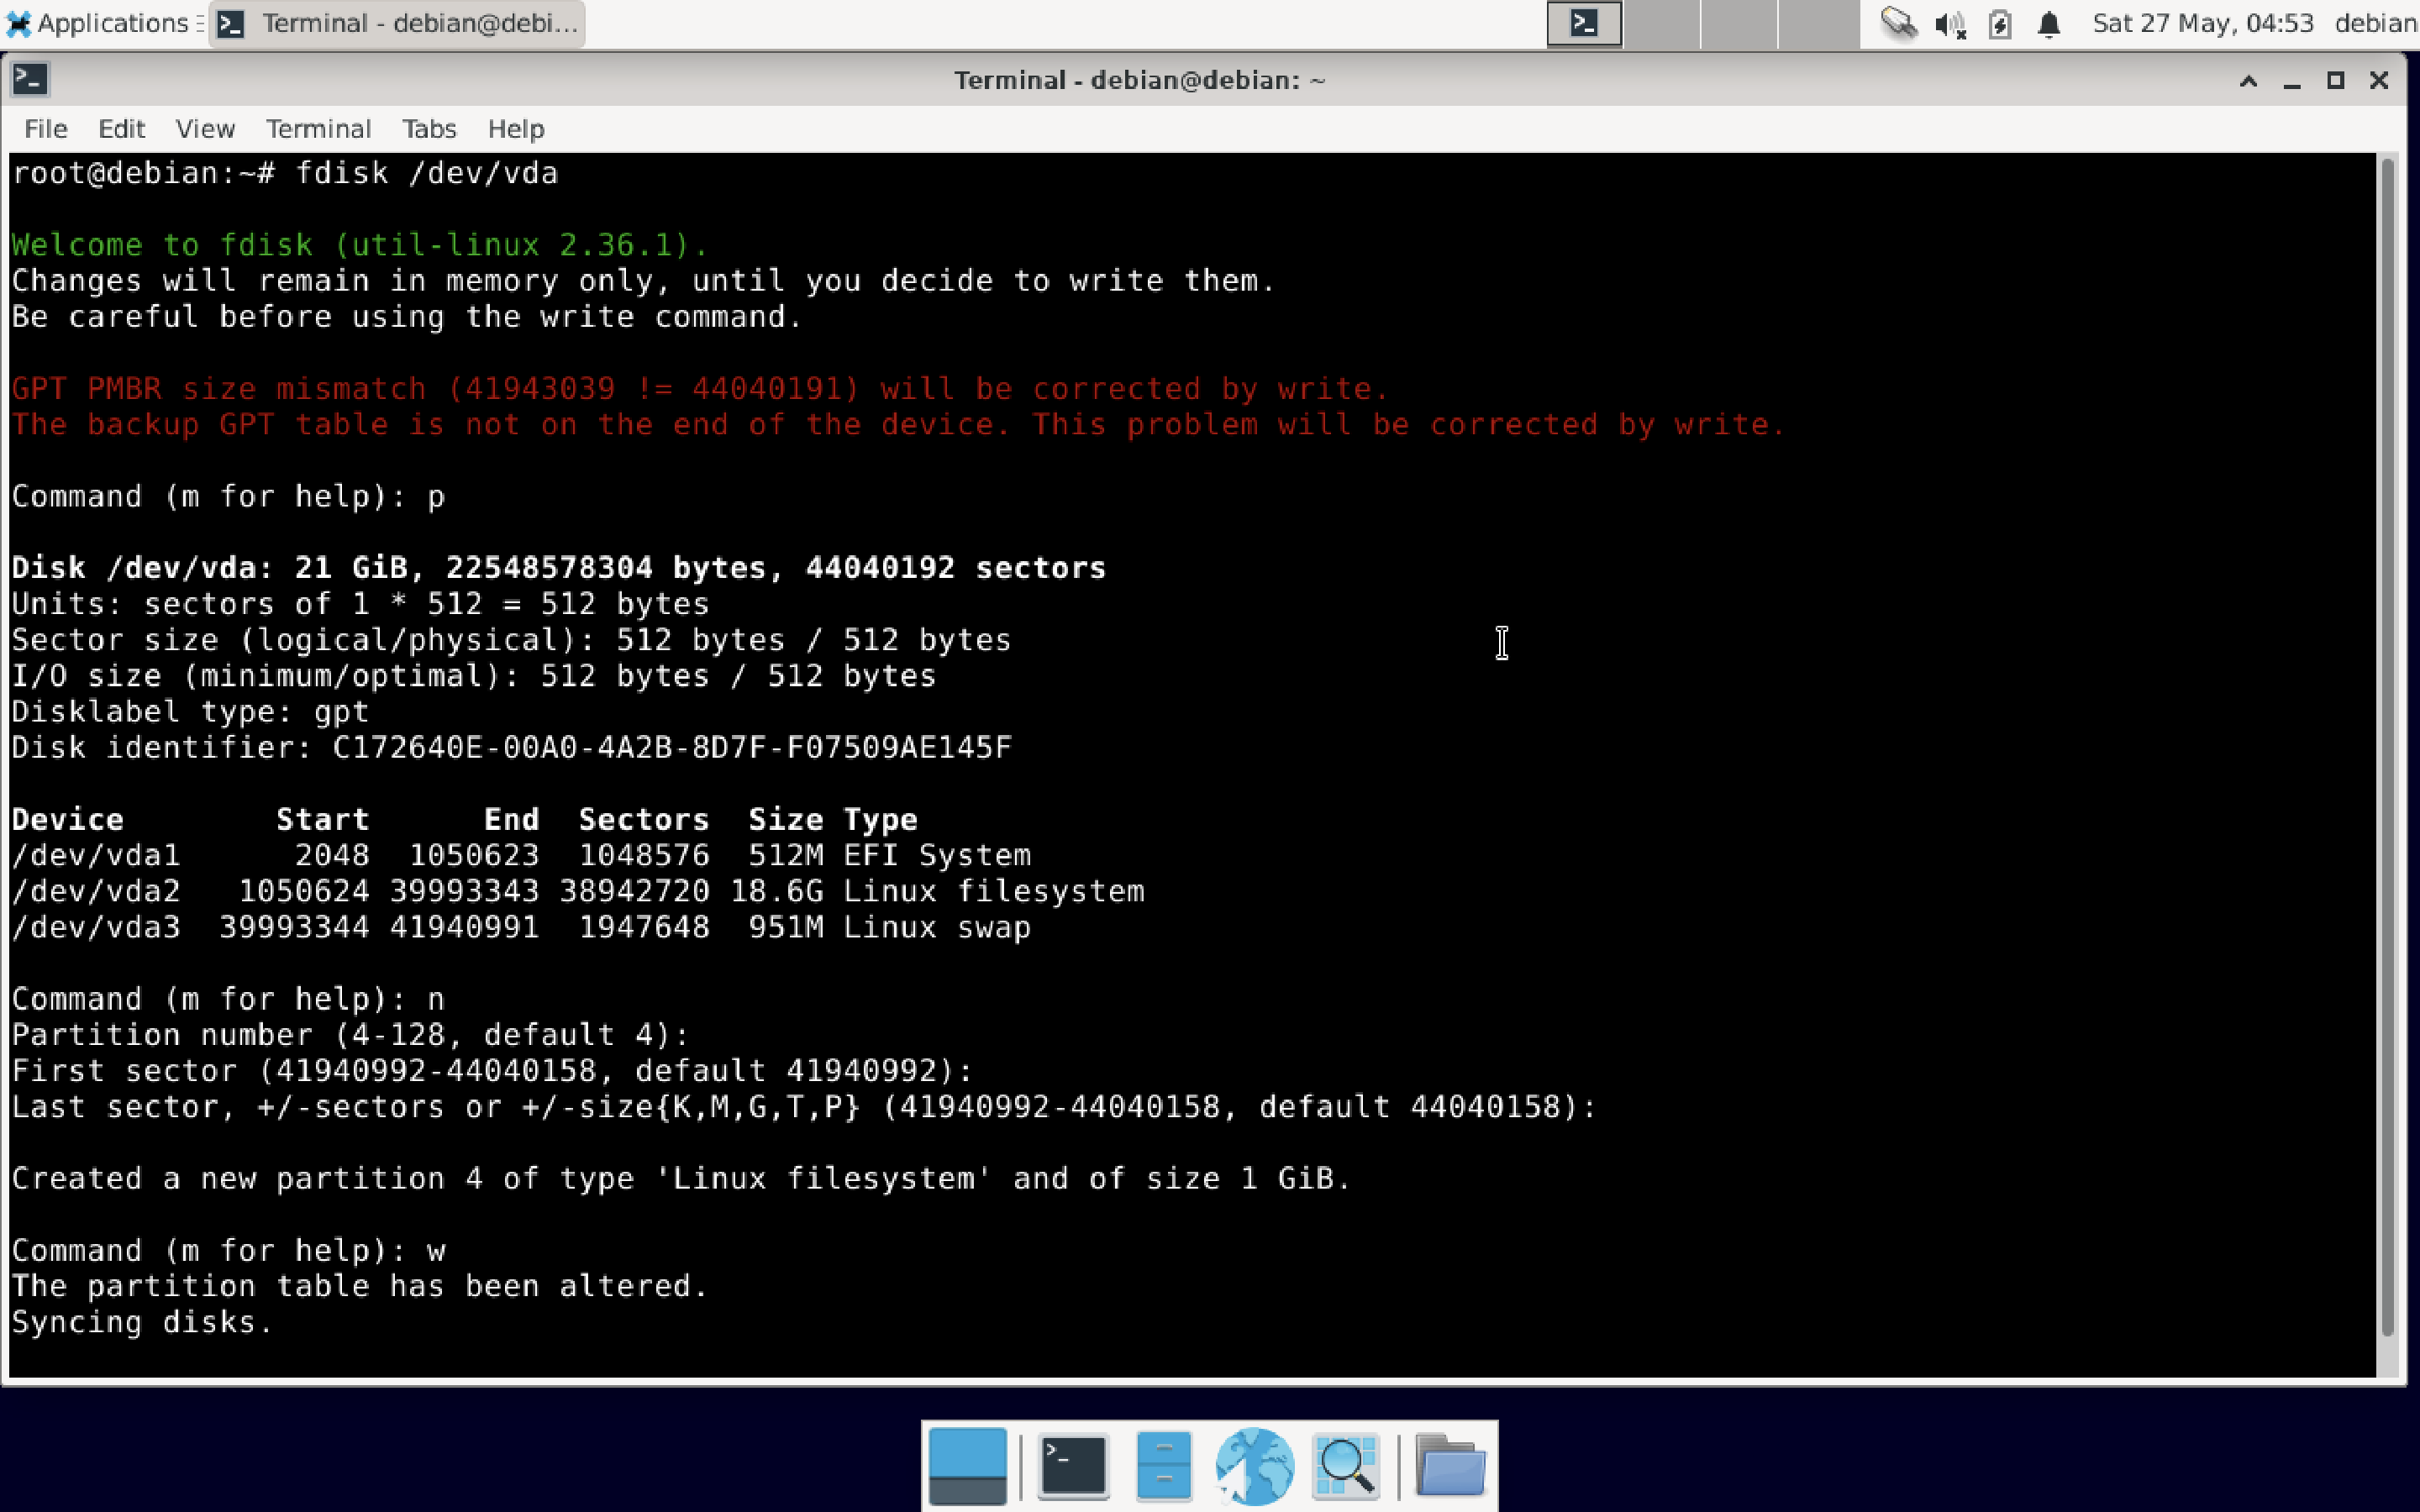 Applications
Terminal - debian@debi...
Sat 27 May, 04:53
debian
Terminal - debian@debian: ~
File Edit View Terminal Tabs Help
root@debian:~# fdisk /dev/vda
Welcome to fdisk (util-linux 2.36.1).
Changes will remain in memory only, until you decide to write them.
Be careful before using the write command.
GPT PMBR size mismatch (41943039 != 44040191) will be corrected by write.
The backup GPT table is not on the end of the device. This problem will be corrected by write.
Command (m for help): p
Disk /dev/vda: 21 GiB, 22548578304 bytes, 44040192 sectors
Units: sectors of 1 * 512 = 512 bytes
Sector size (logical/physical): 512 bytes / 512 bytes
I/O size (minimum/optimal): 512 bytes / 512 bytes
Disklabel type: gpt
Disk identifier: C172640E-00A0-4A2B-8D7F-F07509AE145F
Device Start End Sectors Size Type
/dev/vda1 2048 1050623 1048576 512M EFI System
/dev/vda2 1050624 39993343 38942720 18.6G Linux filesystem
/dev/vda3 39993344 41940991 1947648 951M Linux swap
Command (m for help): n
Partition number (4-128, default 4):
First sector (41940992-44040158, default 41940992):
Last sector, +/-sectors or +/-size{K,M,G,T,P} (41940992-44040158, default 44040158):
Created a new partition 4 of type 'Linux filesystem' and of size 1 GiB.
Command (m for help): w
The partition table has been altered.
Syncing disks.